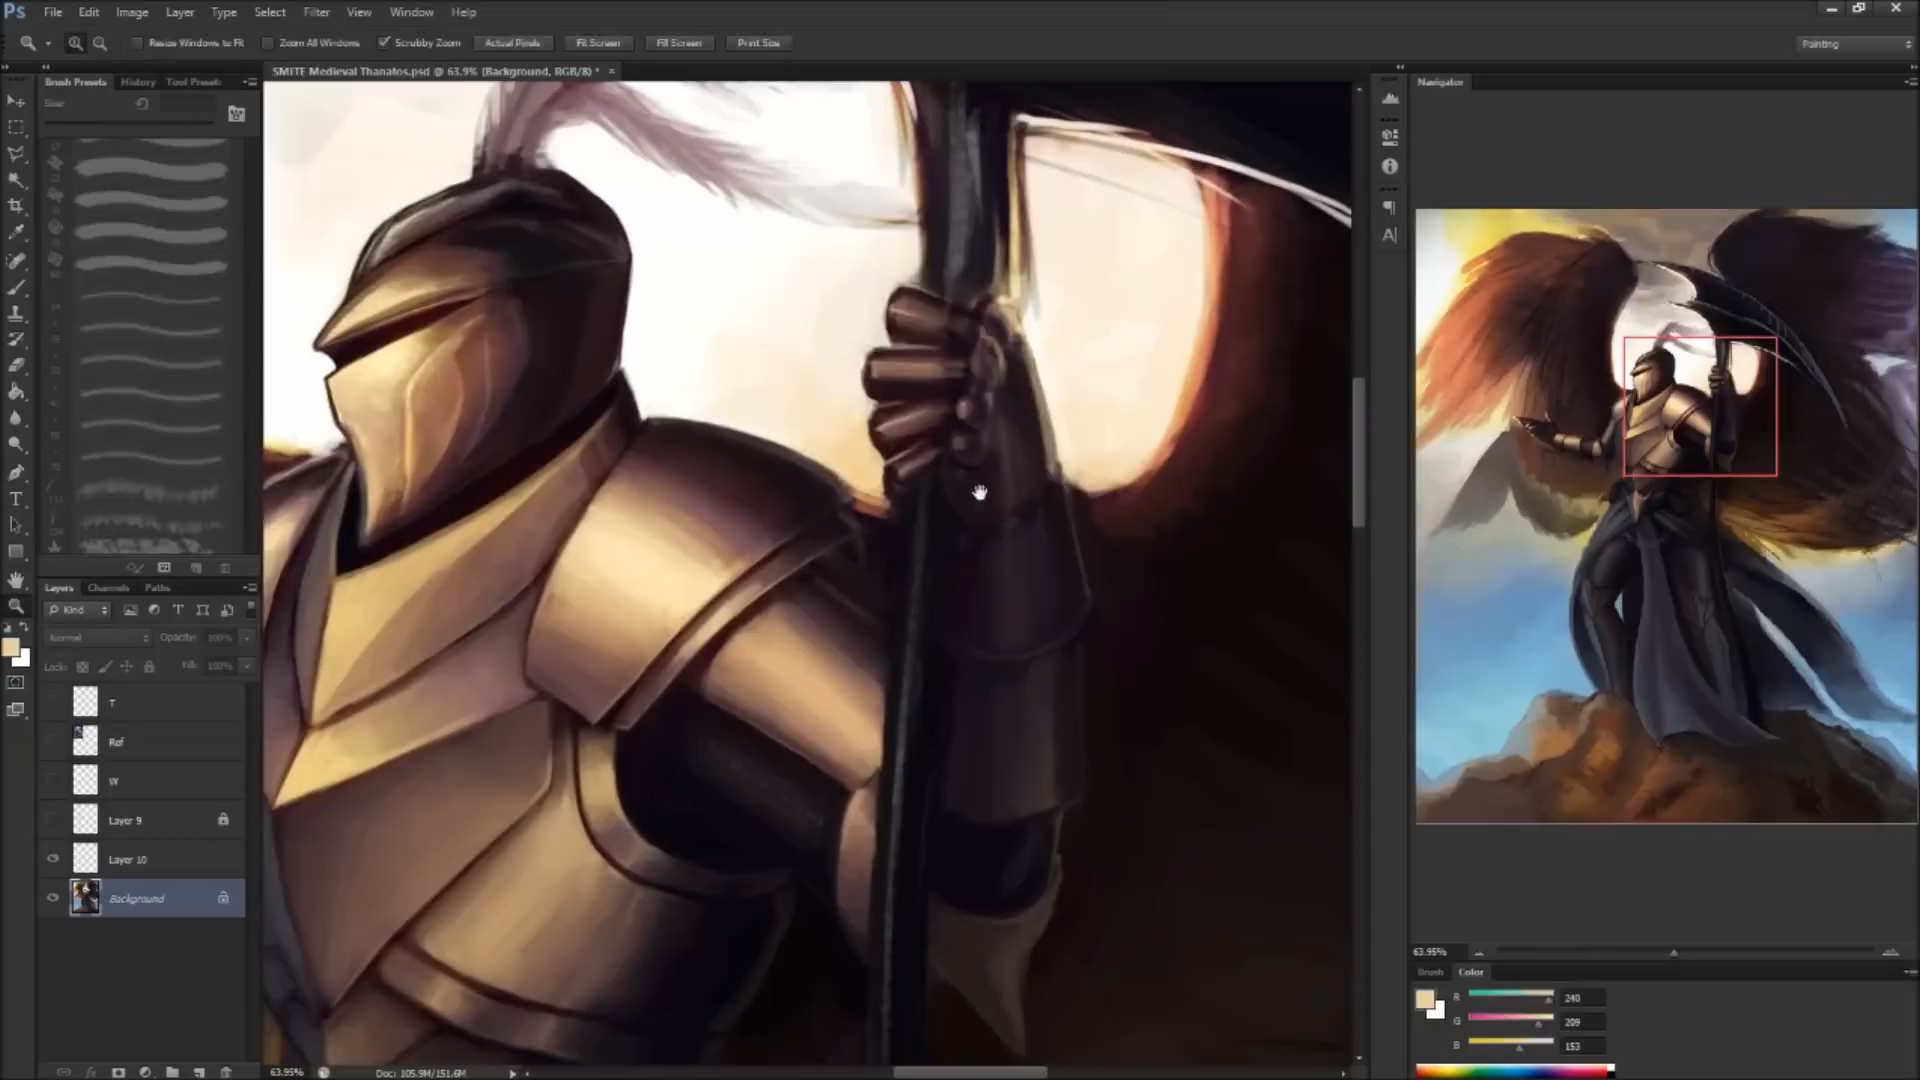 Ps File Edit Image Layer Type Select Filter View Window Help
Resize Windows to Fit Zoom All Windows Scrubby Zoom Actual Pixels Fit Screen Fill Screen Print Size Painting
Brush Presets History Tool Presets
SMITE Medieval Thanatos.psd @ 63.9% (Background, RGB/8) *
Navigator
Size:
Layers Channels Paths
Kind
Normal Opacity: 100%
Lock: Fill: 100%
T
Ref
W
Layer 9
Layer 10
Background
63.95%
Brush Color
R 240
G 209
B 153
63.95% Doc: 105.9M/151.6M